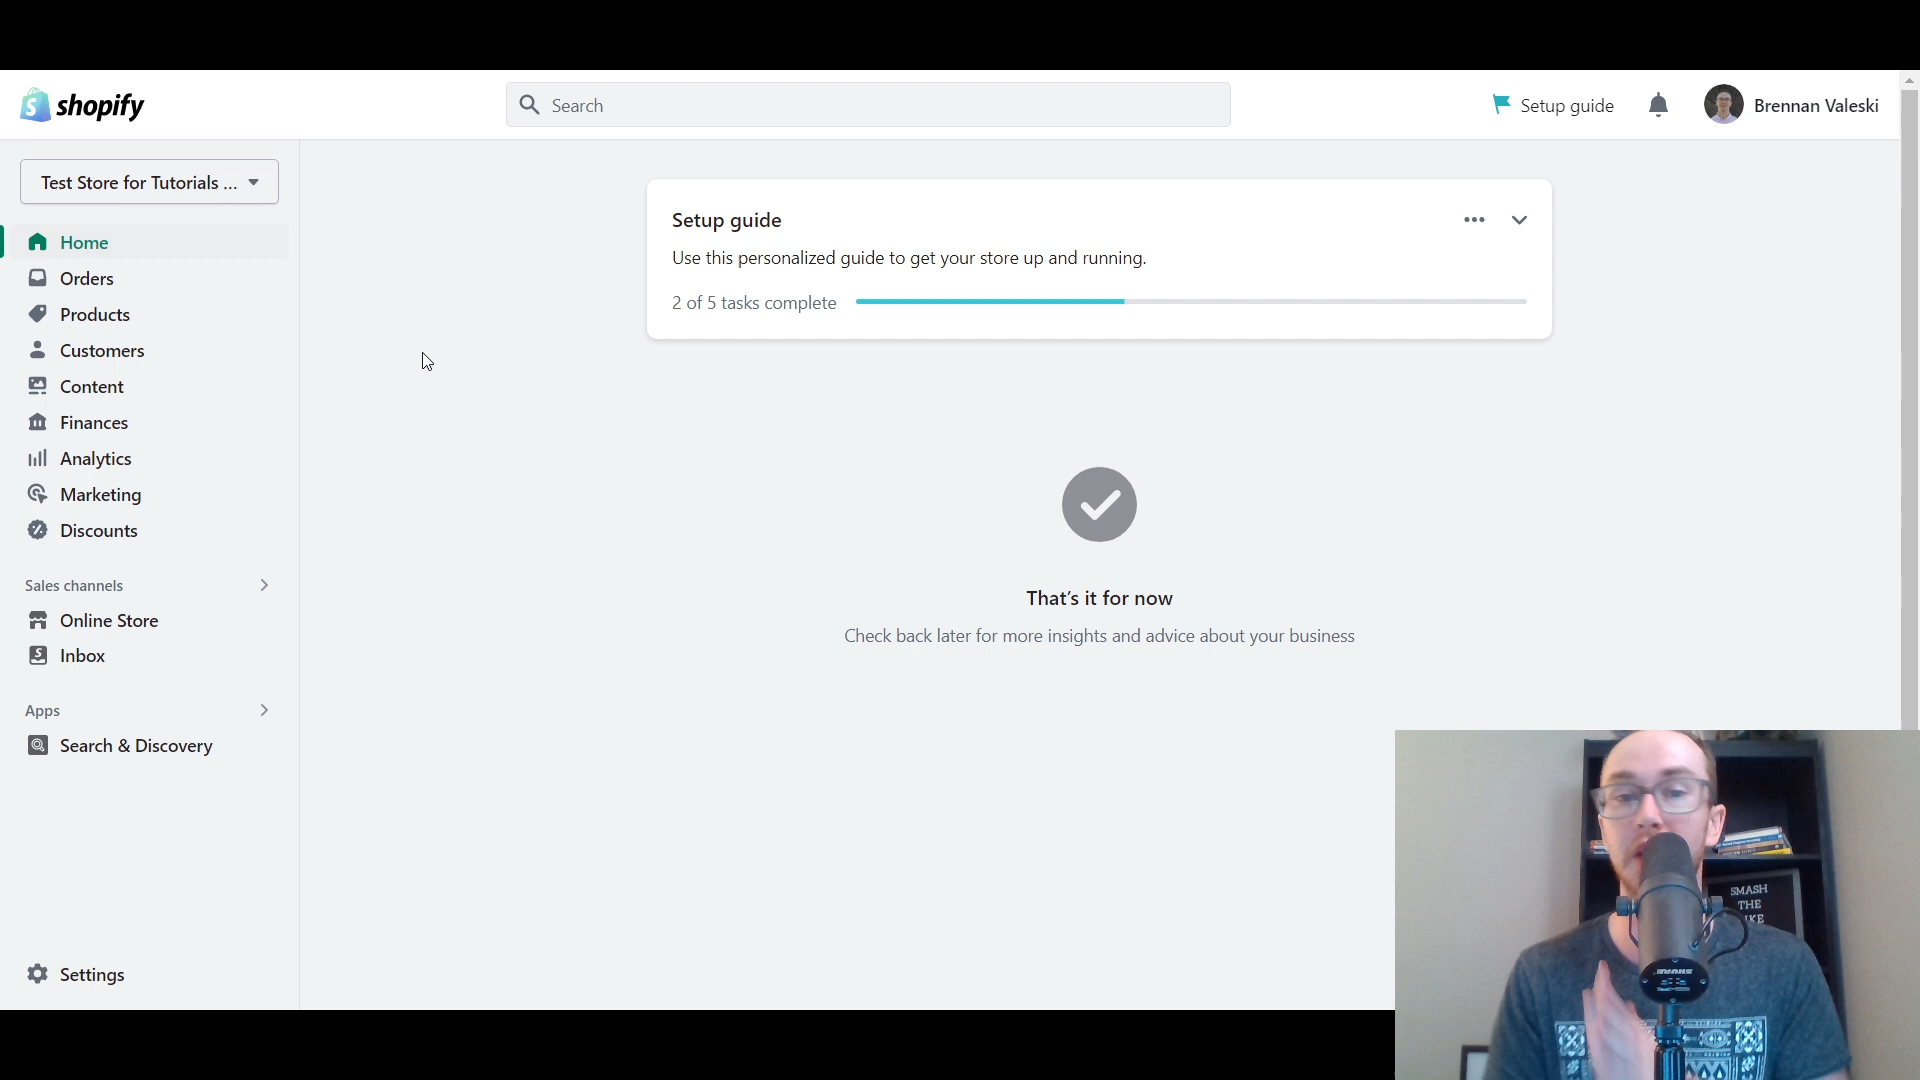 shopify
Search
Setup guide
Brennan Valeski
Test Store for Tutorials ...
Home
Orders
Products
Customers
Content
Finances
Analytics
Marketing
Discounts
Sales channels
Online Store
Inbox
Apps
Search & Discovery
Settings
Setup guide
Use this personalized guide to get your store up and running.
2 of 5 tasks complete
That's it for now
Check back later for more insights and advice about your business
SMASH
THE
SHURE